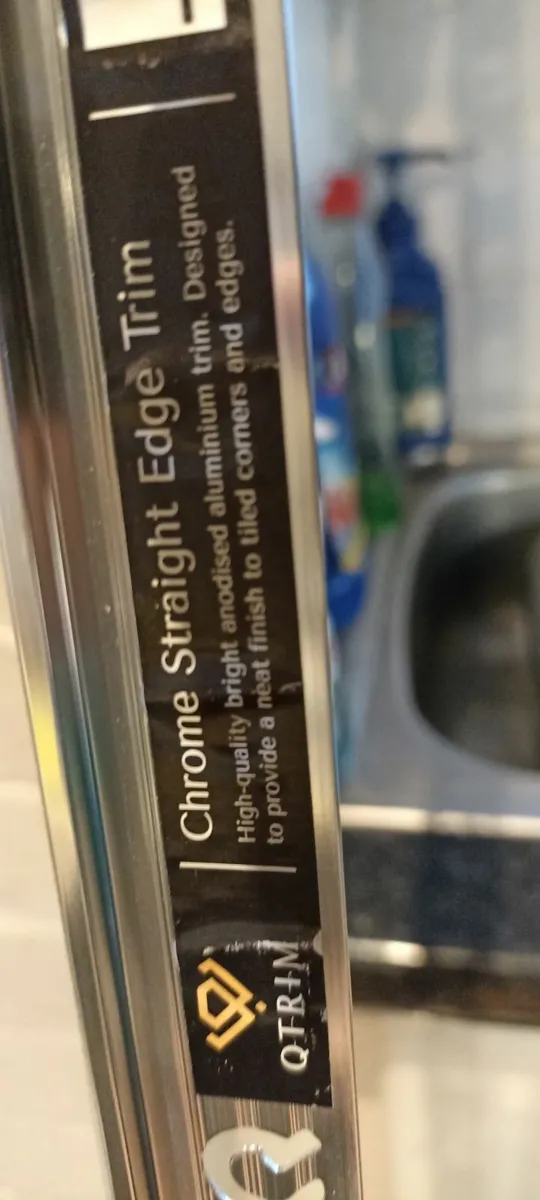 QTRIM
Chrome Straight Edge Trim
High-quality bright anodised aluminium trim. Designed
to provide a neat finish to tiled corners and edges.